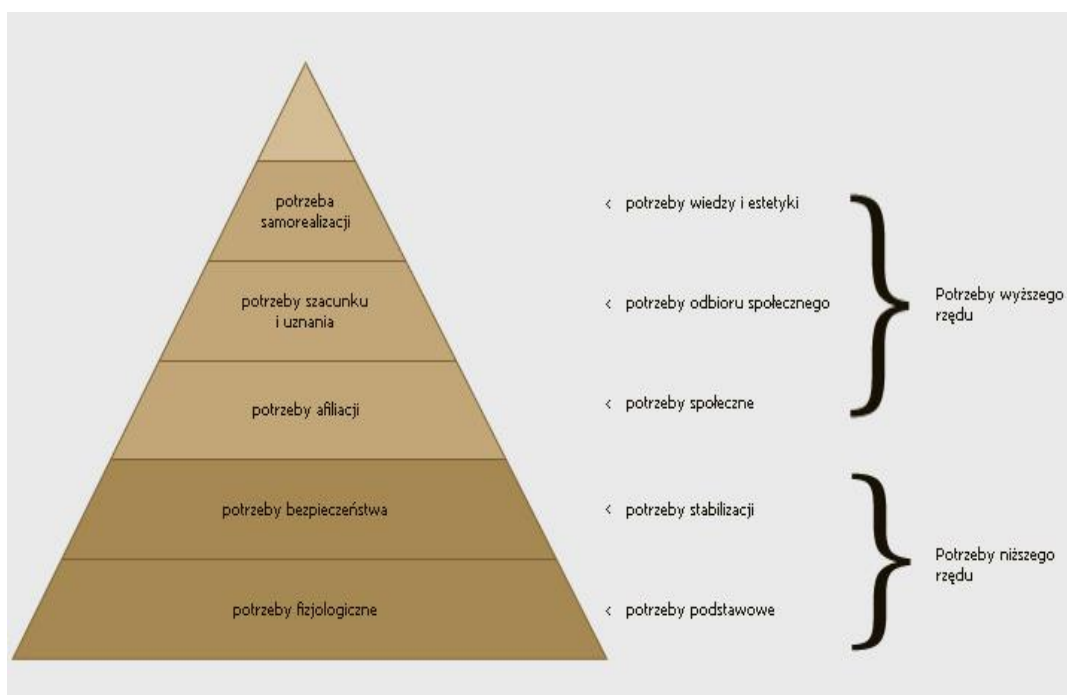 potrzeba
samorealizacji
< potrzeby wiedzy i estetyki
potrzeby szacunku
i uznania
< potrzeby odbioru społecznego
Potrzeby wyższego
rzędu
potrzeby afiliacji
< potrzeby społeczne
potrzeby bezpieczeństwa
< potrzeby stabilizacji
Potrzeby niższego
rzędu
potrzeby fizjologiczne
< potrzeby podstawowe